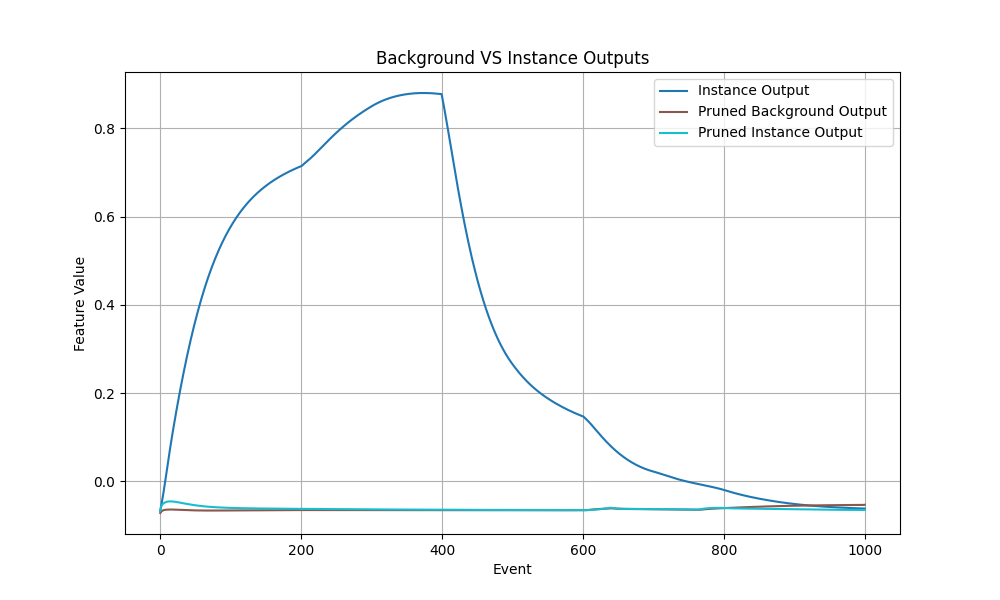 Background VS Instance Outputs
Instance Output
Pruned Background Output
Pruned Instance Output
Feature Value
0.8
0.6
0.4
0.2
0.0
0 200 400 600 800 1000
Event